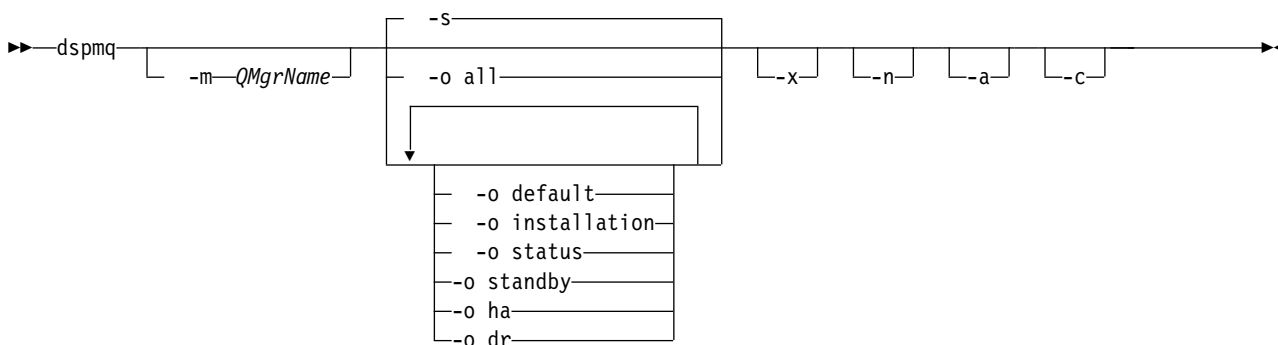 -s
dspmq
-m QMgrName
-o all
-x
-n
-a
-c
-o default
-o installation
-o status
-o standby
-o ha
-o dr